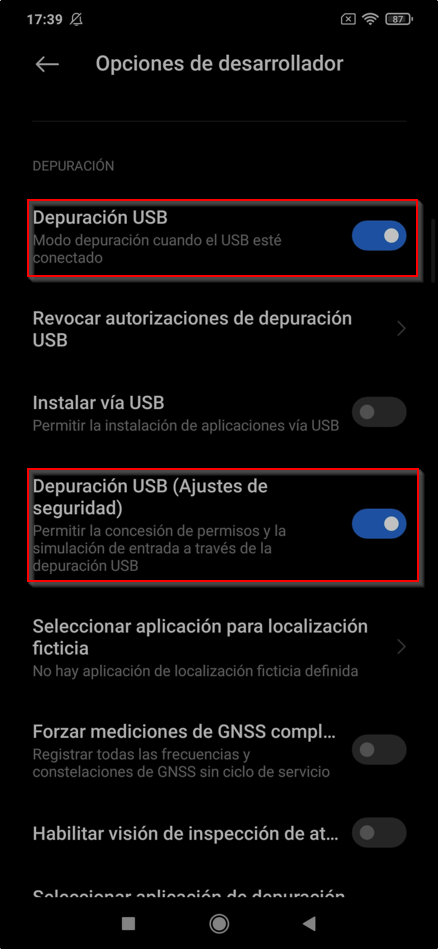 17:39
87
Opciones de desarrollador
DEPURACIÓN
Depuración USB
Modo depuración cuando el USB esté
conectado
Revocar autorizaciones de depuración
USB
Instalar vía USB
Permitir la instalación de aplicaciones vía USB
Depuración USB (Ajustes de
seguridad)
Permitir la concesión de permisos y la
simulación de entrada a través de la
depuración USB
Seleccionar aplicación para localización
ficticia
No hay aplicación de localización ficticia definida
Forzar mediciones de GNSS compl...
Registrar todas las frecuencias y
constelaciones de GNSS sin ciclo de servicio
Habilitar visión de inspección de at...
Seleccionar aplicación de depuración